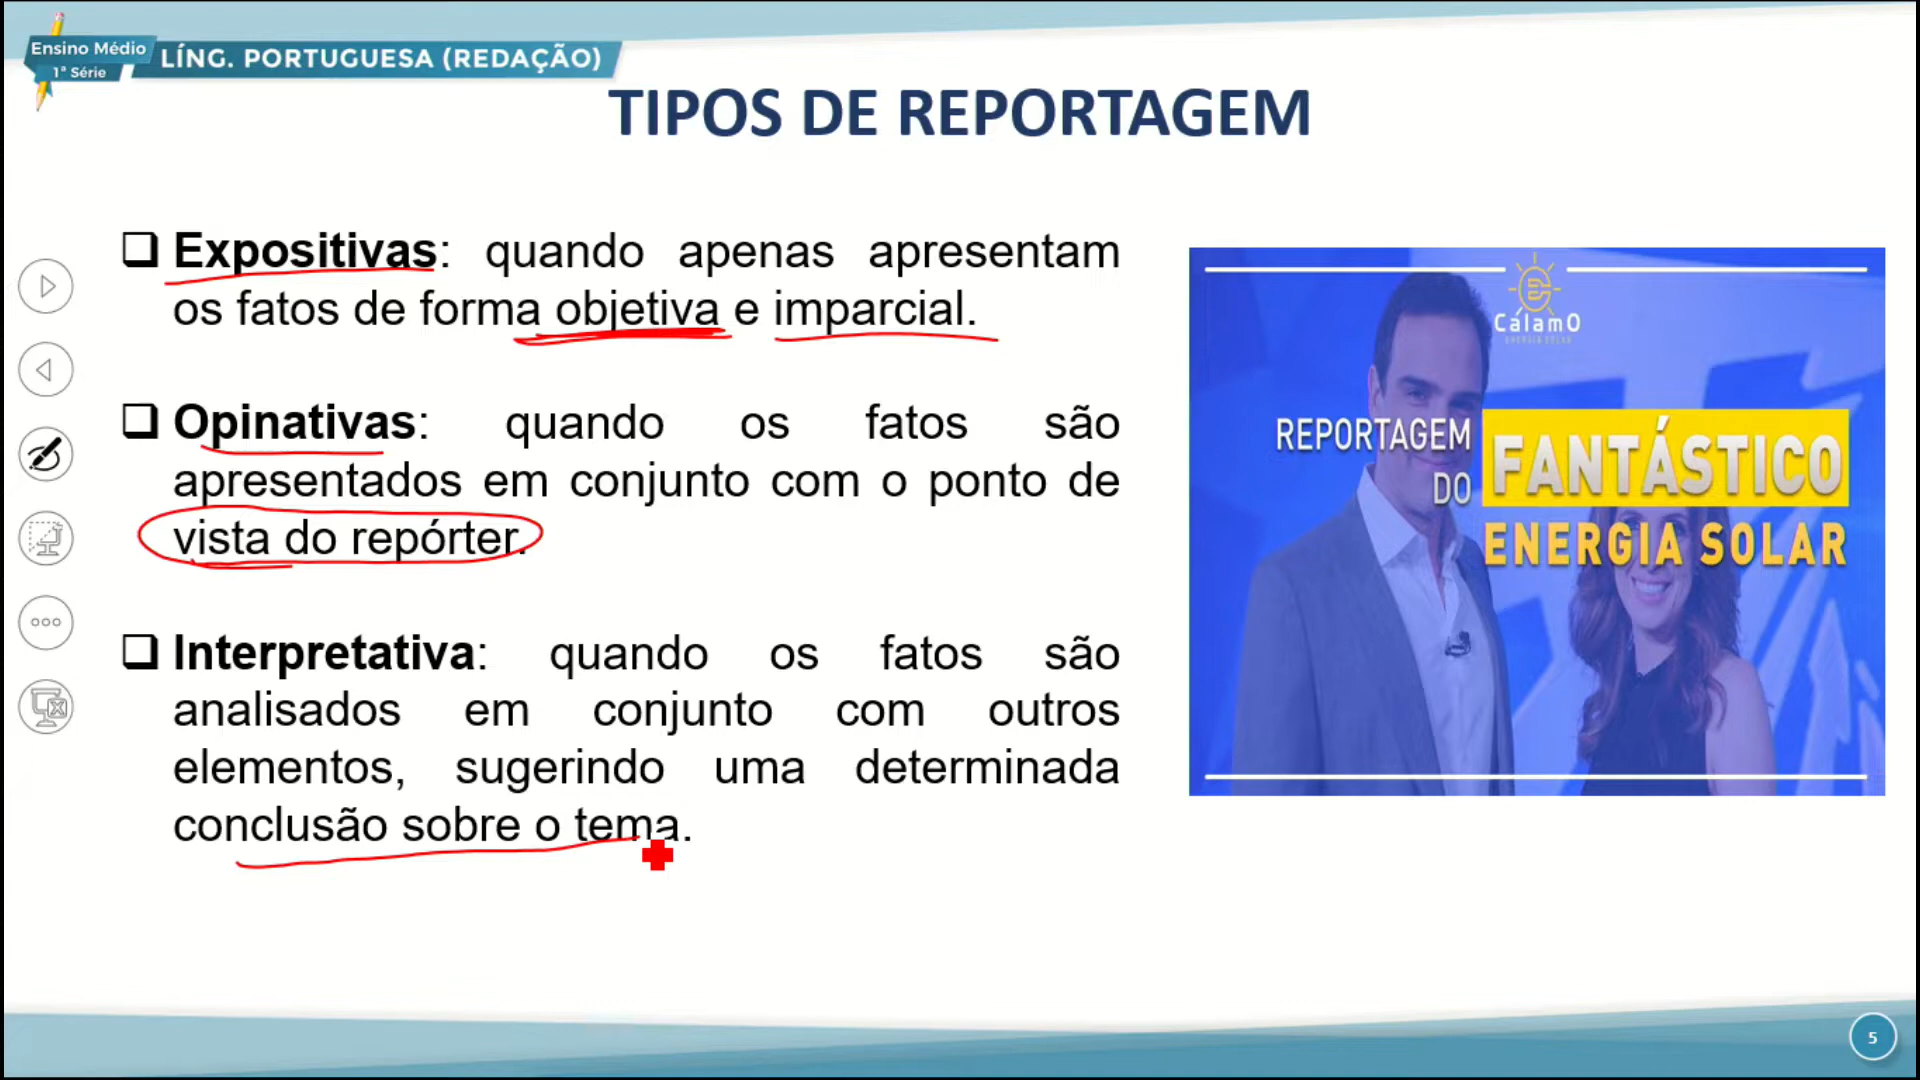 Ensino Médio
1ª Série
LÍNG. PORTUGUESA (REDAÇÃO)
TIPOS DE REPORTAGEM
Expositivas: quando apenas apresentam
os fatos de forma objetiva e imparcial.
Opinativas: quando os fatos são
apresentados em conjunto com o ponto de
vista do repórter.
Interpretativa: quando os fatos são
analisados em conjunto com outros
elementos, sugerindo uma determinada
conclusão sobre o tema.
CalamO
ENERGIA SOLAR
REPORTAGEM
DO FANTÁSTICO
ENERGIA SOLAR
5